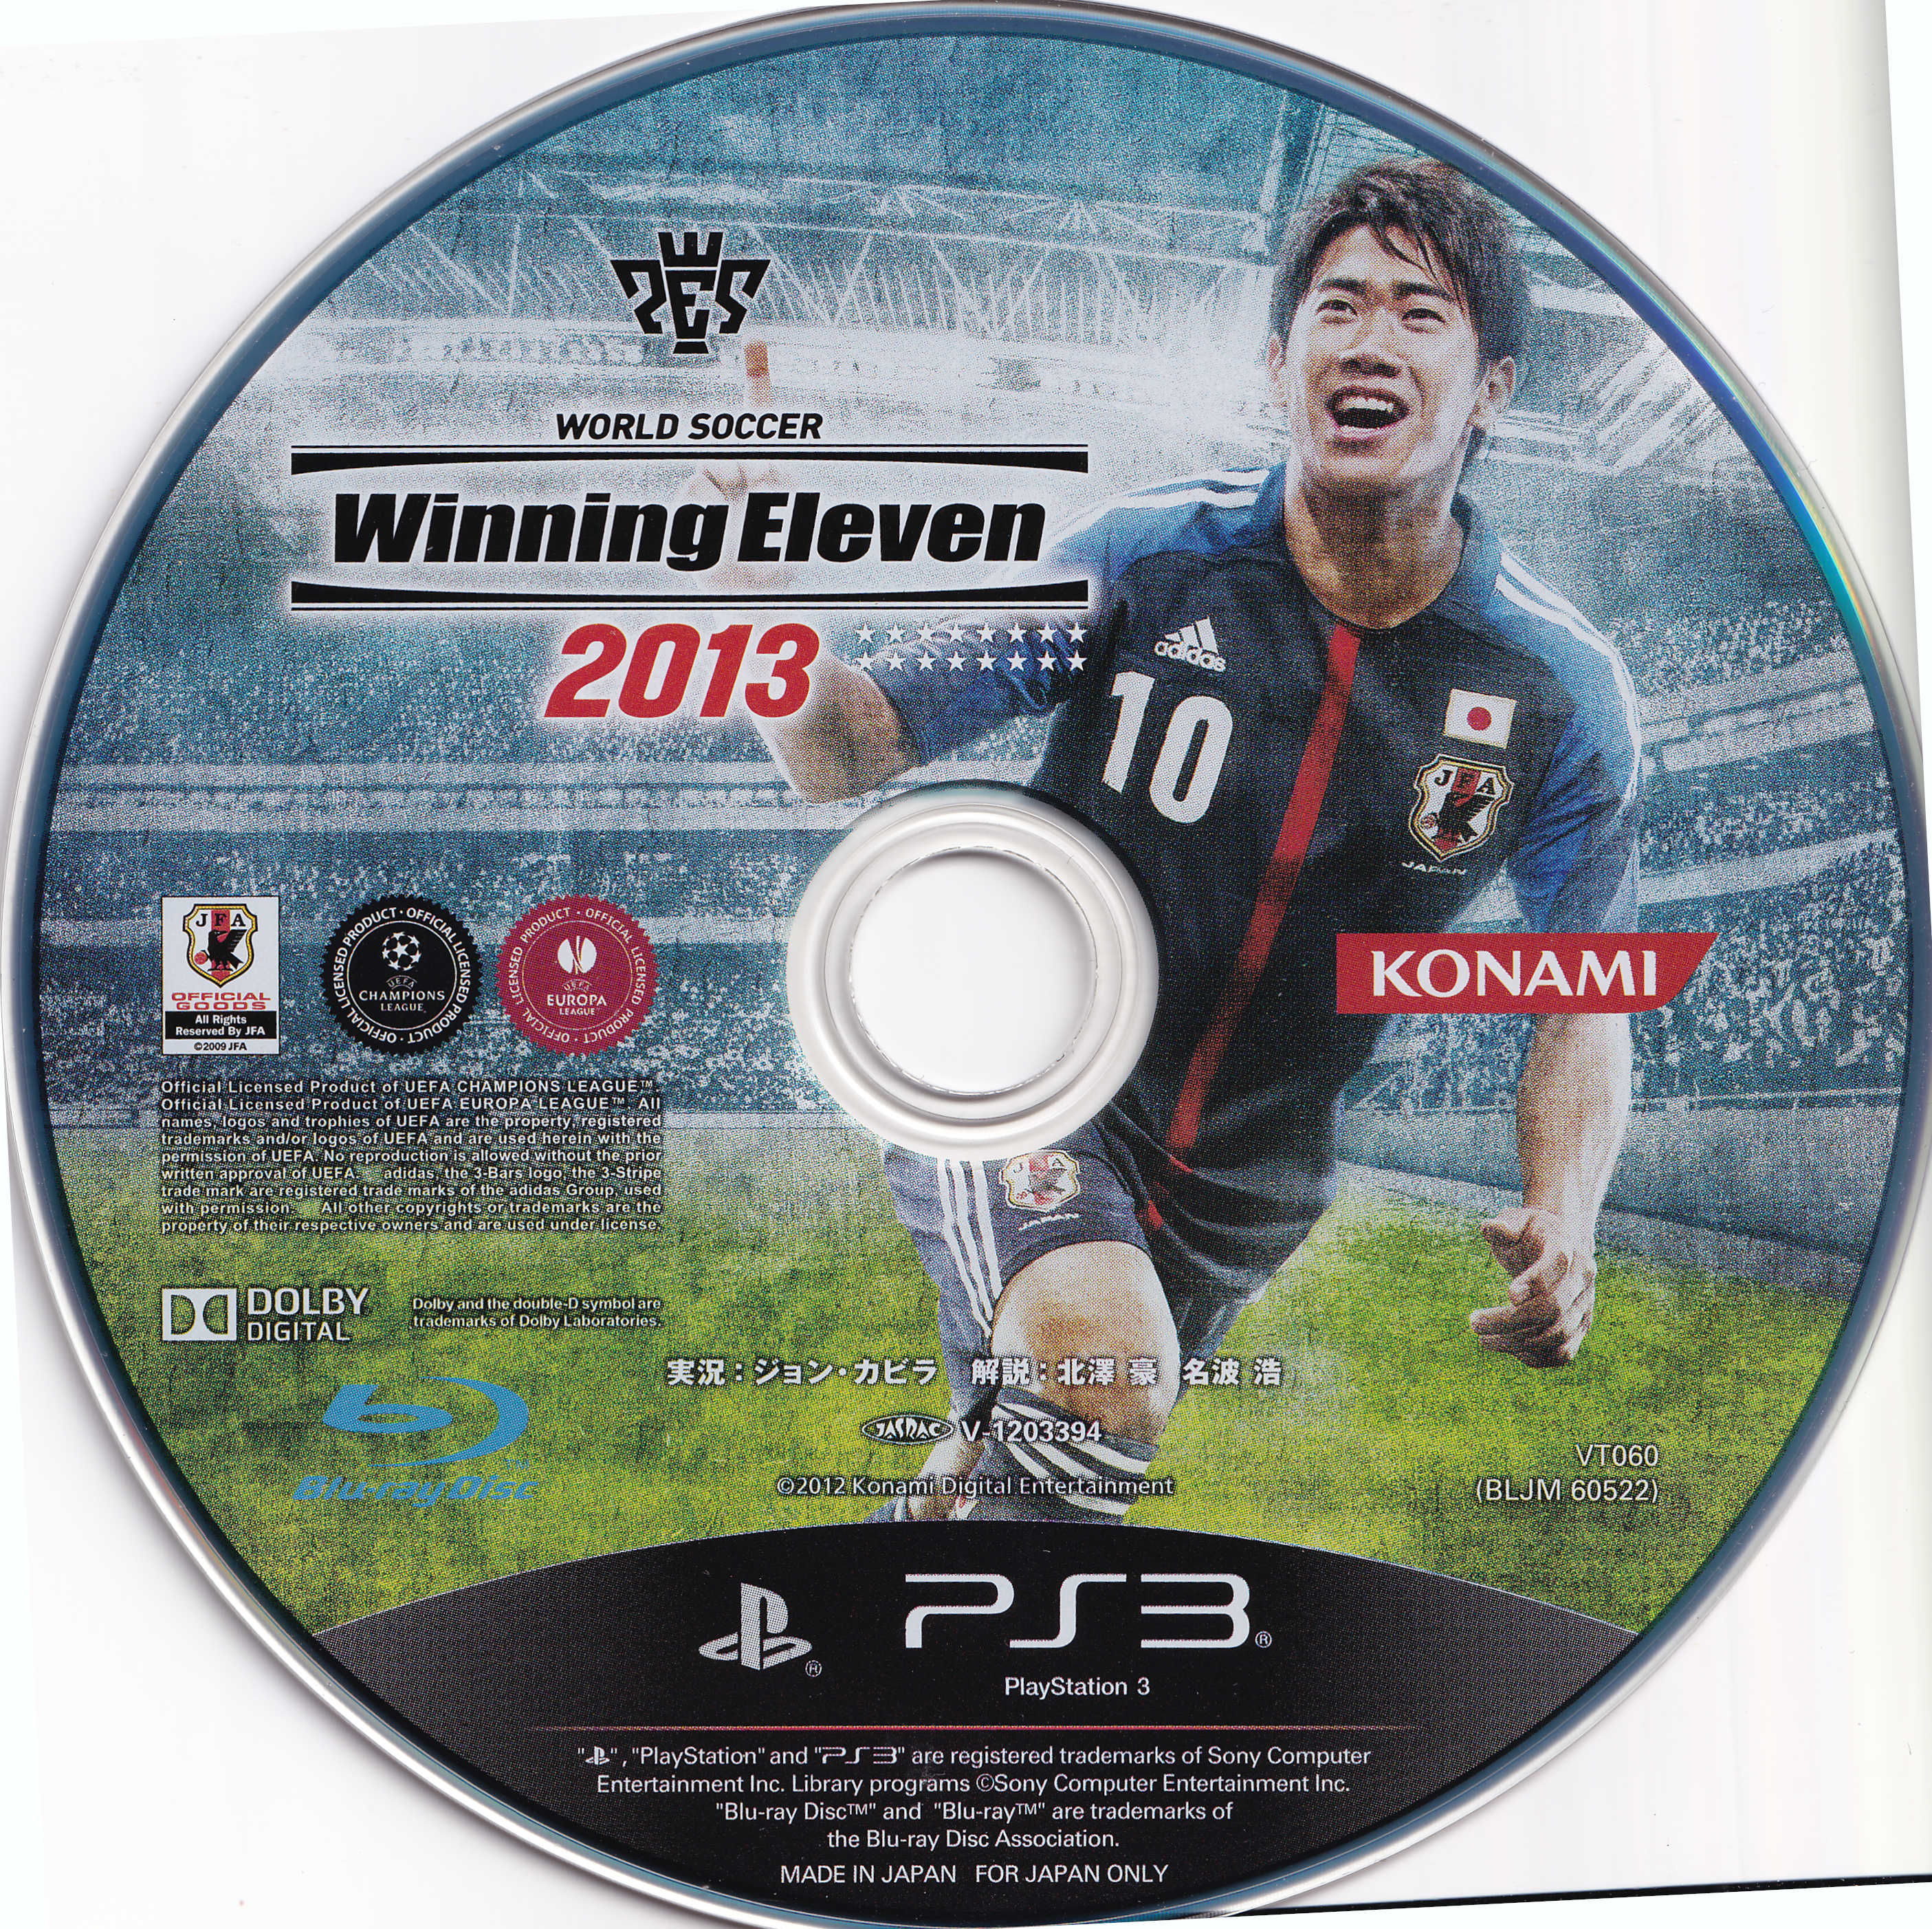 PES
WORLD SOCCER
Winning Eleven
2013
adidas
10
JFA
JAPAN
KONAMI
JFA
OFFICIAL
GOODS
All Rights
Reserved By JFA
©2009 JFA
OFFICIAL LICENSED PRODUCT • OFFICIAL LICENSED PRODUCT •
UEFA
CHAMPIONS
LEAGUE
OFFICIAL LICENSED PRODUCT • OFFICIAL LICENSED PRODUCT •
UEFA
EUROPA
LEAGUE
Official Licensed Product of UEFA CHAMPIONS LEAGUE™
Official Licensed Product of UEFA EUROPA LEAGUE™ All
names, logos and trophies of UEFA are the property, registered
trademarks and/or logos of UEFA and are used herein with the
permission of UEFA. No reproduction is allowed without the prior
written approval of UEFA. adidas, the 3-Bars logo, the 3-Stripe
trade mark are registered trade marks of the adidas Group, used
with permission. All other copyrights or trademarks are the
property of their respective owners and are used under license.
JFA
JAPAN
DOLBY
DIGITAL
Dolby and the double-D symbol are
trademarks of Dolby Laboratories.
実況：ジョン・カビラ 解説：北澤 豪 名波 浩
Blu-ray Disc™
JASRAC V-1203394
©2012 Konami Digital Entertainment
VT060
(BLJM 60522)
PS3®
PlayStation 3
"PS", "PlayStation" and "PS3" are registered trademarks of Sony Computer
Entertainment Inc. Library programs ©Sony Computer Entertainment Inc.
"Blu-ray Disc™" and "Blu-ray™" are trademarks of
the Blu-ray Disc Association.
MADE IN JAPAN FOR JAPAN ONLY